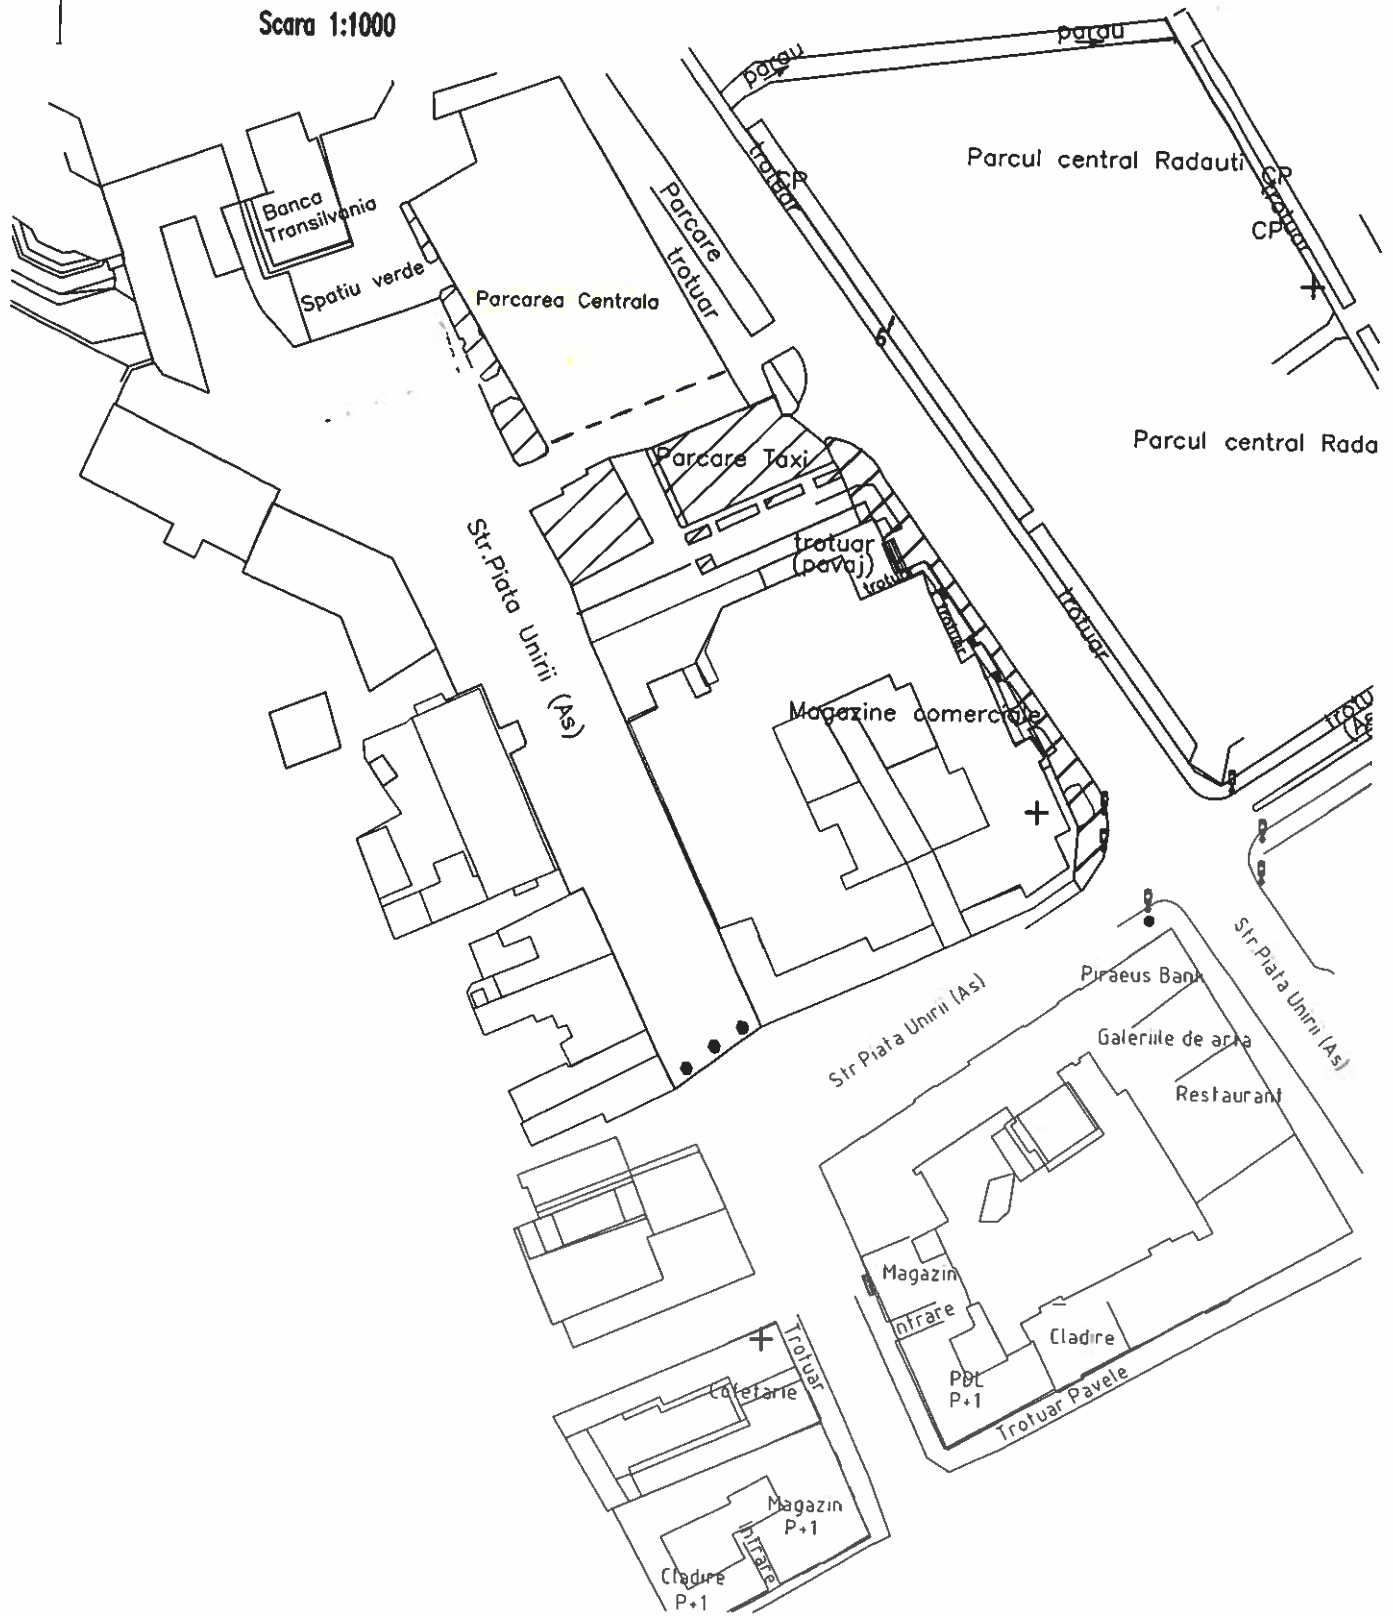 Scara 1:1000
parau
parau
Parcul central Radauti
trotuar
CP
CP
trotuar
CP
Banca
Transilvania
Parcare
trotuar
Spatiu verde
Parcarea Centrala
Parcul central Rada
Parcare Taxi
Str.Piata Unirii (As)
trotuar
(pavaj)
trotu
trotuar
trotuar
Magazine comerciale
trotu
Str.Piata Unirii (As)
Piraeus Bank
Str Piata Unirii (As)
Galeriile de arta
Restaurant
Magazin
ntrare
Cladire
Trotuar
PDL
P+1
Cofetarie
Trotuar Pavele
Magazin
P+1
intrare
Cladire
P+1